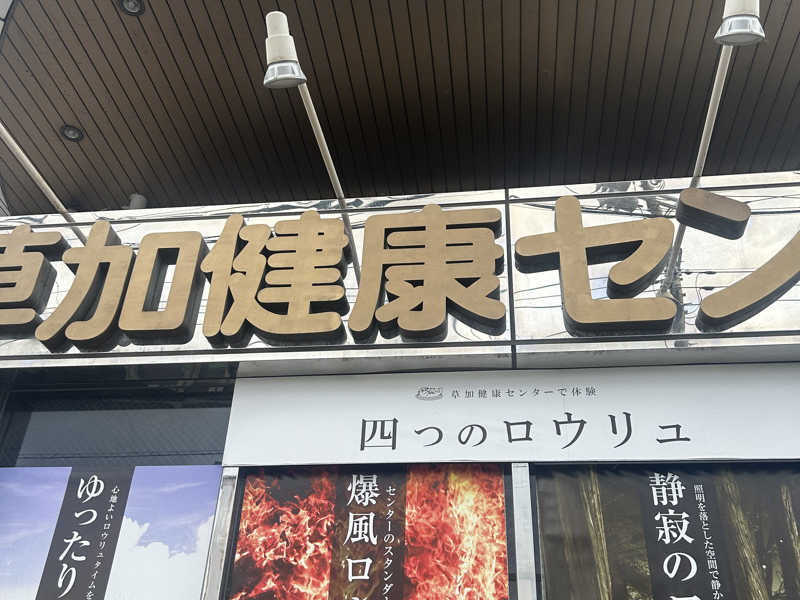 草加健康セン
草加健康センターで体験
四つのロウリュ
心地よいロウリュタイムを
ゆったり
センターのスタンダー
爆風ロ
照明を落とした空間で静か
静寂の